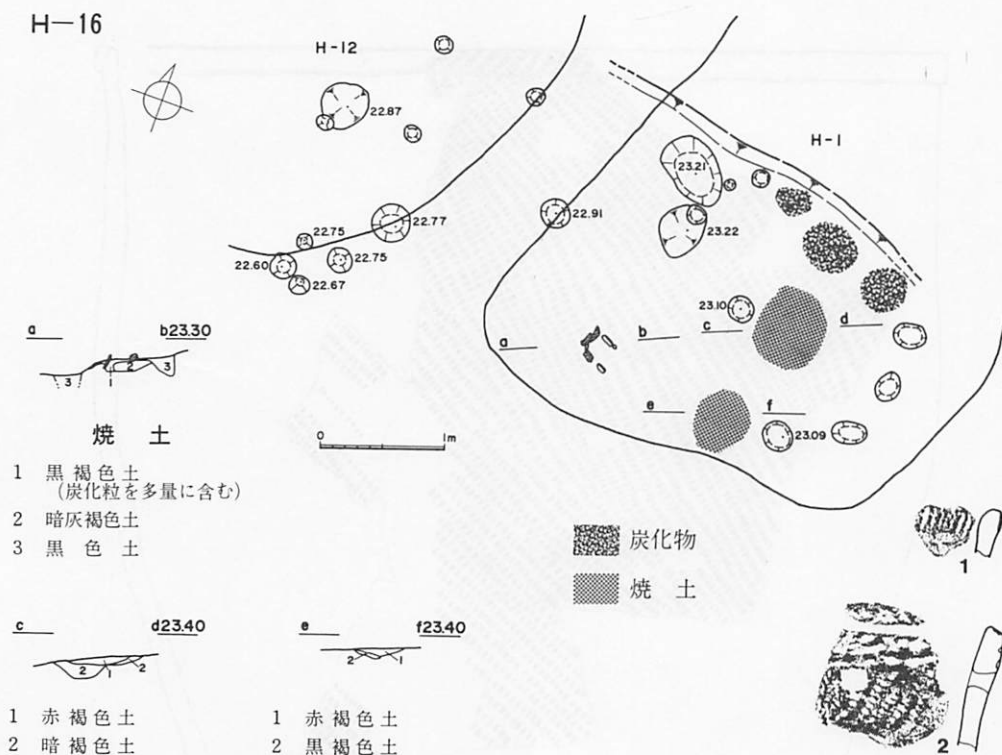 H-16
H-12
22.87
H-1
23.21
22.77
22.91
22.75
23.22
22.60
22.75
22.67
23.10
a b c d
e f
23.09
a b23.30
3 1 2 3
焼 土
0 1m
1 黒褐色土
(炭化粒を多量に含む)
2 暗灰褐色土
3 黒 色 土
炭化物
焼 土
1
2
c d23.40
2 1 2
1 赤褐色土
2 暗褐色土
e f23.40
2 1
1 赤褐色土
2 黒褐色土